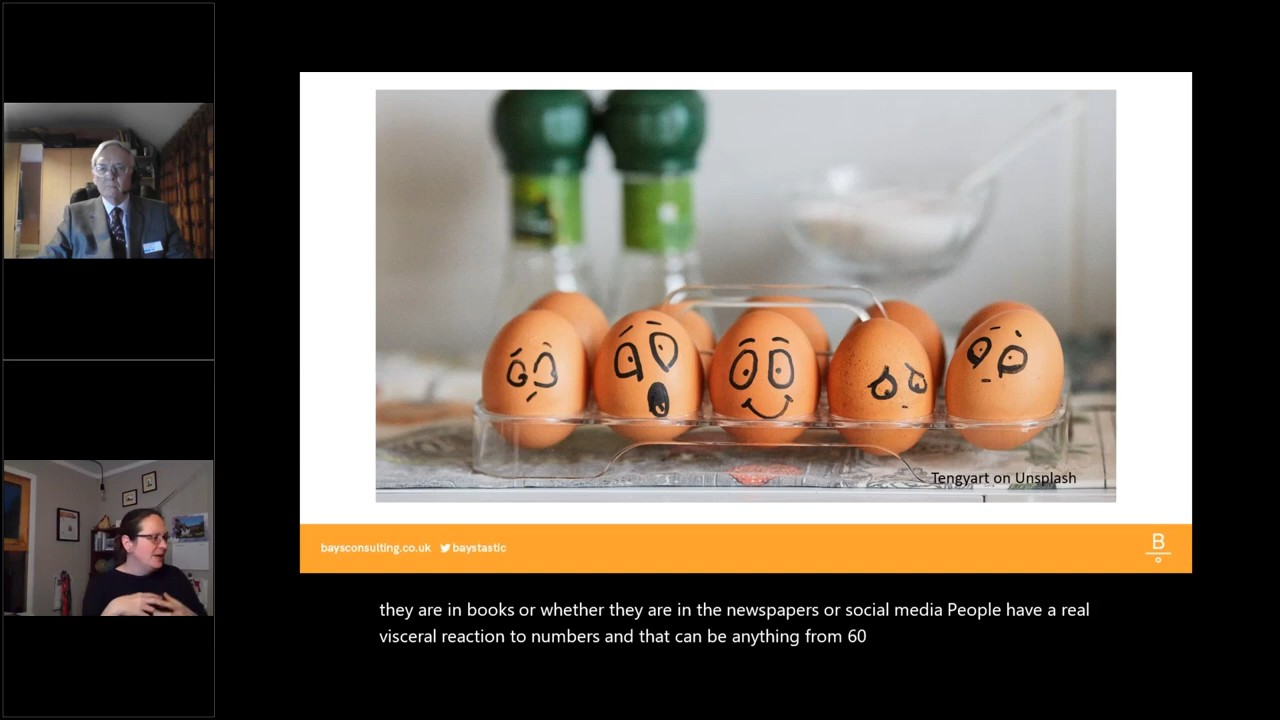 Tengyart on Unsplash
baysconsulting.co.uk baystastic
B
they are in books or whether they are in the newspapers or social media People have a real
visceral reaction to numbers and that can be anything from 60